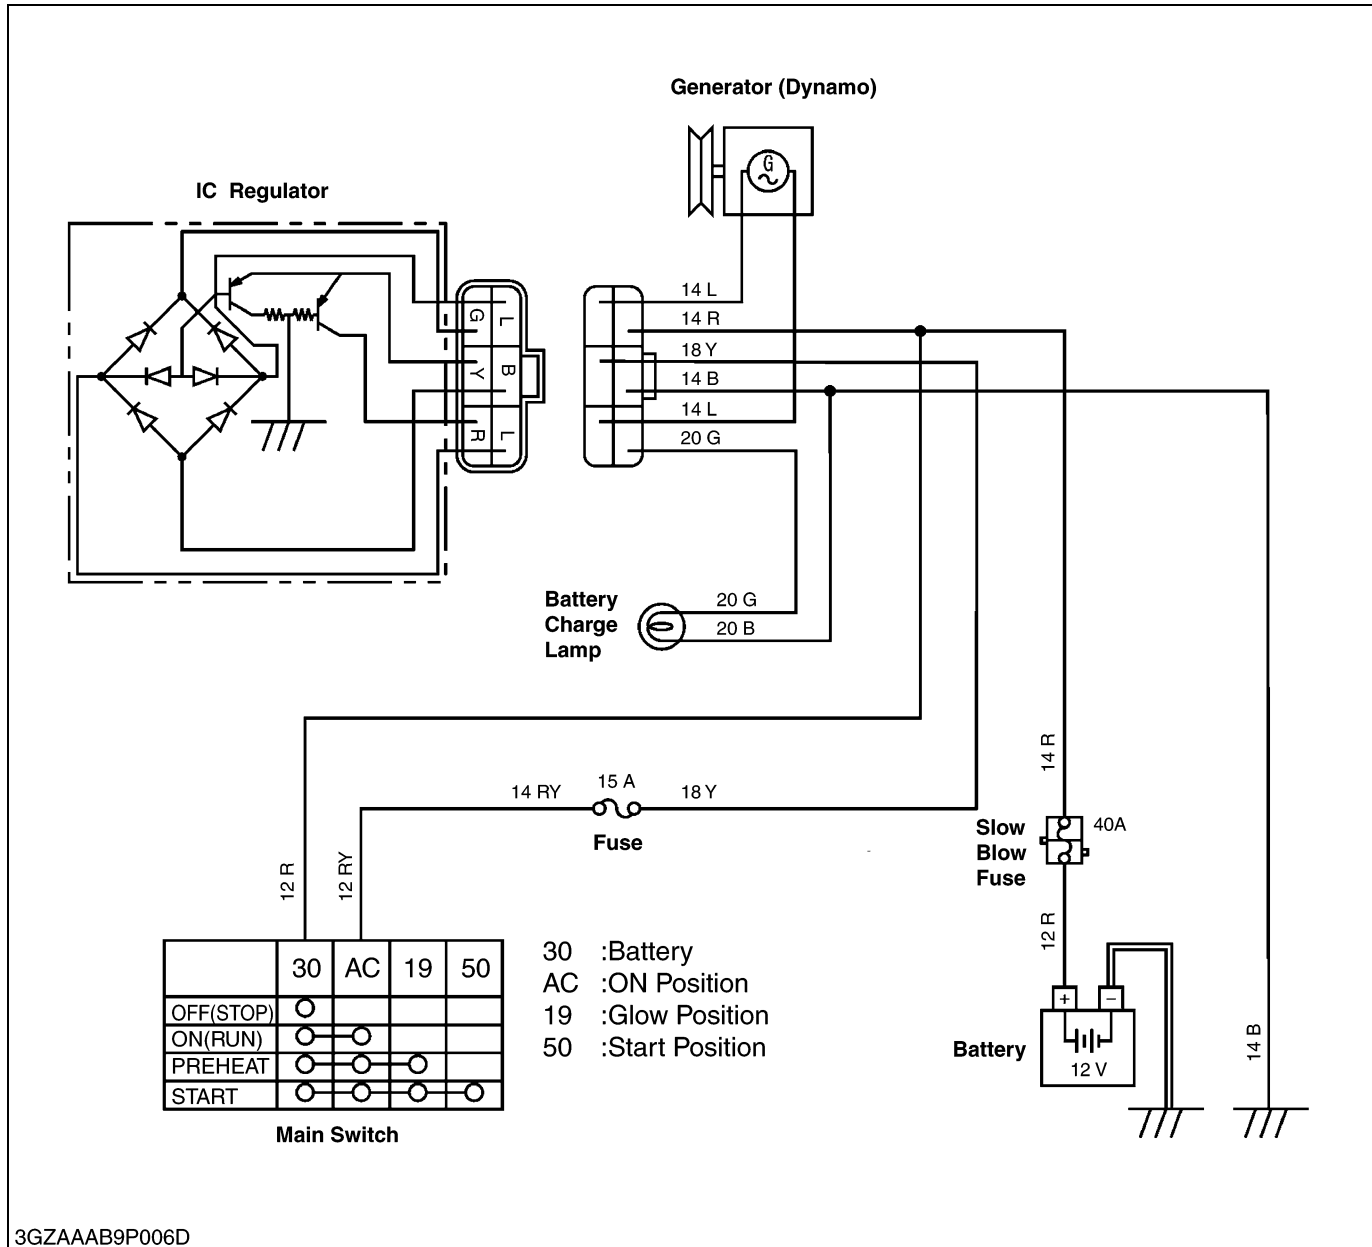 Generator (Dynamo)
G
IC Regulator
G L
Y B
R L
14 L
14 R
18 Y
14 B
14 L
20 G
Battery
Charge
Lamp
20 G
20 B
14 R
14 RY
15 A
18 Y
Fuse
Slow
Blow
Fuse
40A
12 R
12 RY
12 R
30 AC 19 50
OFF(STOP)
ON(RUN)
PREHEAT
START
Main Switch
30 :Battery
AC :ON Position
19 :Glow Position
50 :Start Position
+ −
Battery
12 V
14 B
3GZAAAB9P006D